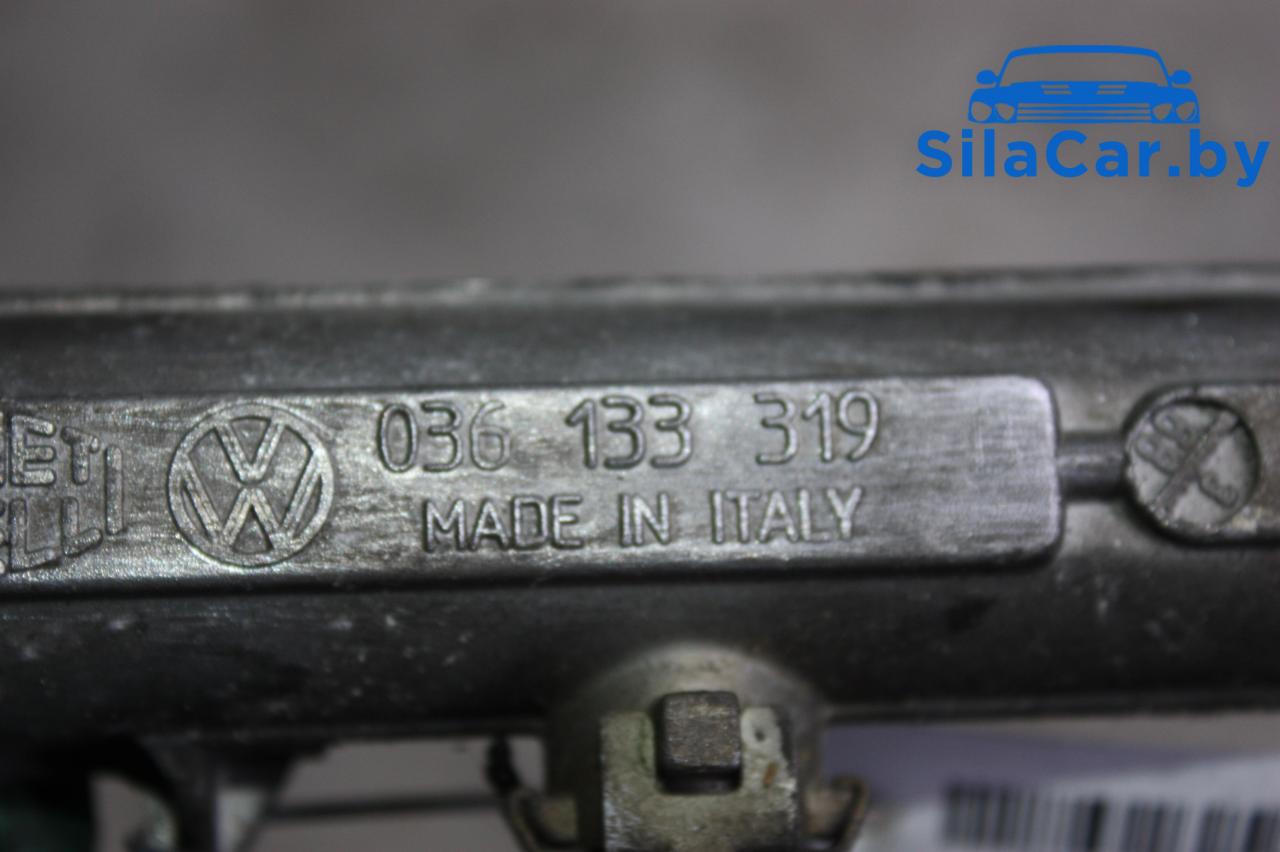 SilaCar.by
036 133 319
MADE IN ITALY